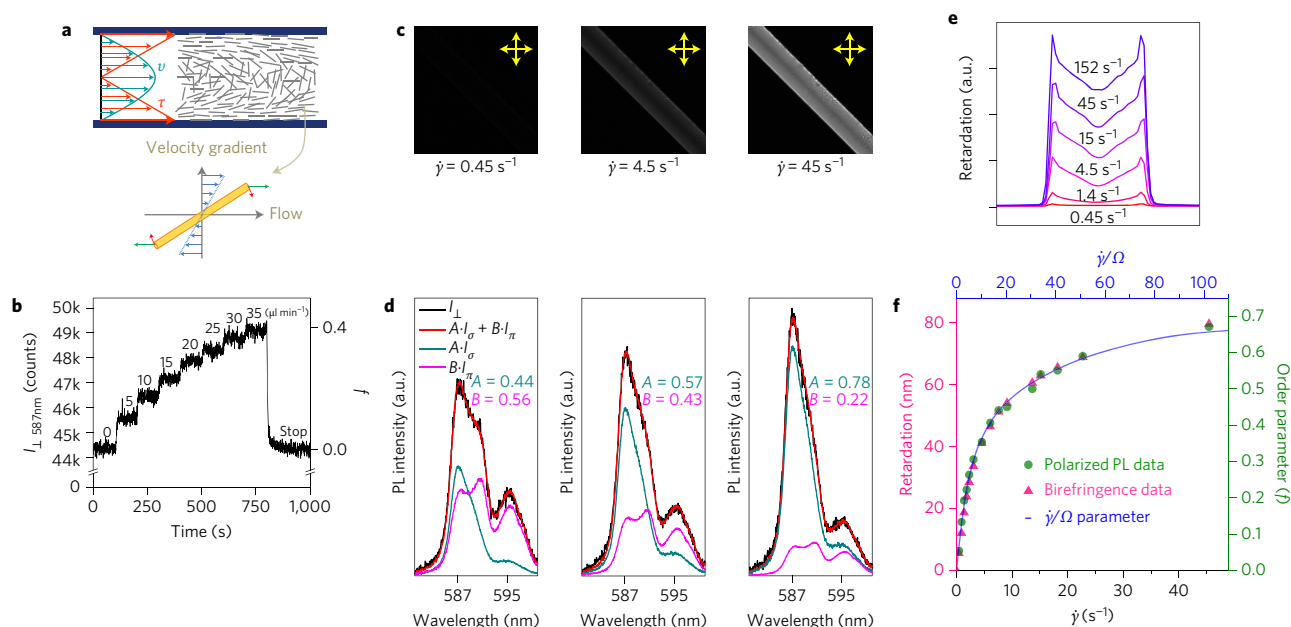 a
υ
τ
Velocity gradient
Flow
b
50k
49k
48k
47k
46k
45k
44k
0
I⊥ 587nm (counts)
0
5
10
15
20
25
30
35 (μl min⁻¹)
Stop
0.4
0.0
f
0 250 500 750 1,000
Time (s)
c
γ̇ = 0.45 s⁻¹
γ̇ = 4.5 s⁻¹
γ̇ = 45 s⁻¹
d
I⊥
A·Iσ + B·Iπ
A·Iσ
B·Iπ
A = 0.44
B = 0.56
A = 0.57
B = 0.43
A = 0.78
B = 0.22
PL intensity (a.u.)
PL intensity (a.u.)
PL intensity (a.u.)
587 595
587 595
587 595
Wavelength (nm)
Wavelength (nm)
Wavelength (nm)
e
Retardation (a.u.)
152 s⁻¹
45 s⁻¹
15 s⁻¹
4.5 s⁻¹
1.4 s⁻¹
0.45 s⁻¹
f
γ̇/Ω
0 20 40 60 80 100
80
60
40
20
0
Retardation (nm)
0.7
0.6
0.5
0.4
0.3
0.2
0.1
0.0
Order parameter (f)
Polarized PL data
Birefringence data
– γ̇/Ω parameter
0 10 20 30 40
γ̇ (s⁻¹)